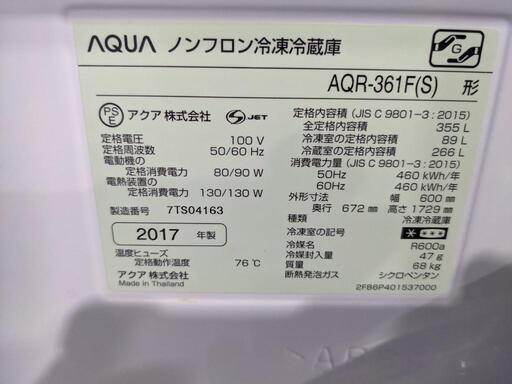 AQUA ノンフロン冷凍冷蔵庫
G
AQR-361F(S) 形
PS
E
アクア 株式会社
S JET
定格電圧 100 V
定格周波数 50/60 Hz
電動機の
定格消費電力 80/90 W
電熱装置の
定格消費電力 130/130 W
製造番号 7TS04163
2017 年製
温度ヒューズ
定格動作温度 76℃
アクア 株式会社
Made in Thailand
定格内容積 (JIS C 9801-3:2015)
全定格内容積 355 L
冷凍室の定格内容積 89 L
冷蔵室の定格内容積 266 L
消費電力量 (JIS C 9801-3:2015)
50Hz 460 kWh/年
60Hz 460 kWh/年
外形寸法 幅 600 mm
奥行 672 mm 高さ 1729 mm
種類 冷凍冷蔵庫
冷凍室の記号
冷媒名 R600a
冷媒封入量 47 g
質量 68 kg
断熱発泡ガス シクロペンタン
2FB6P401537000